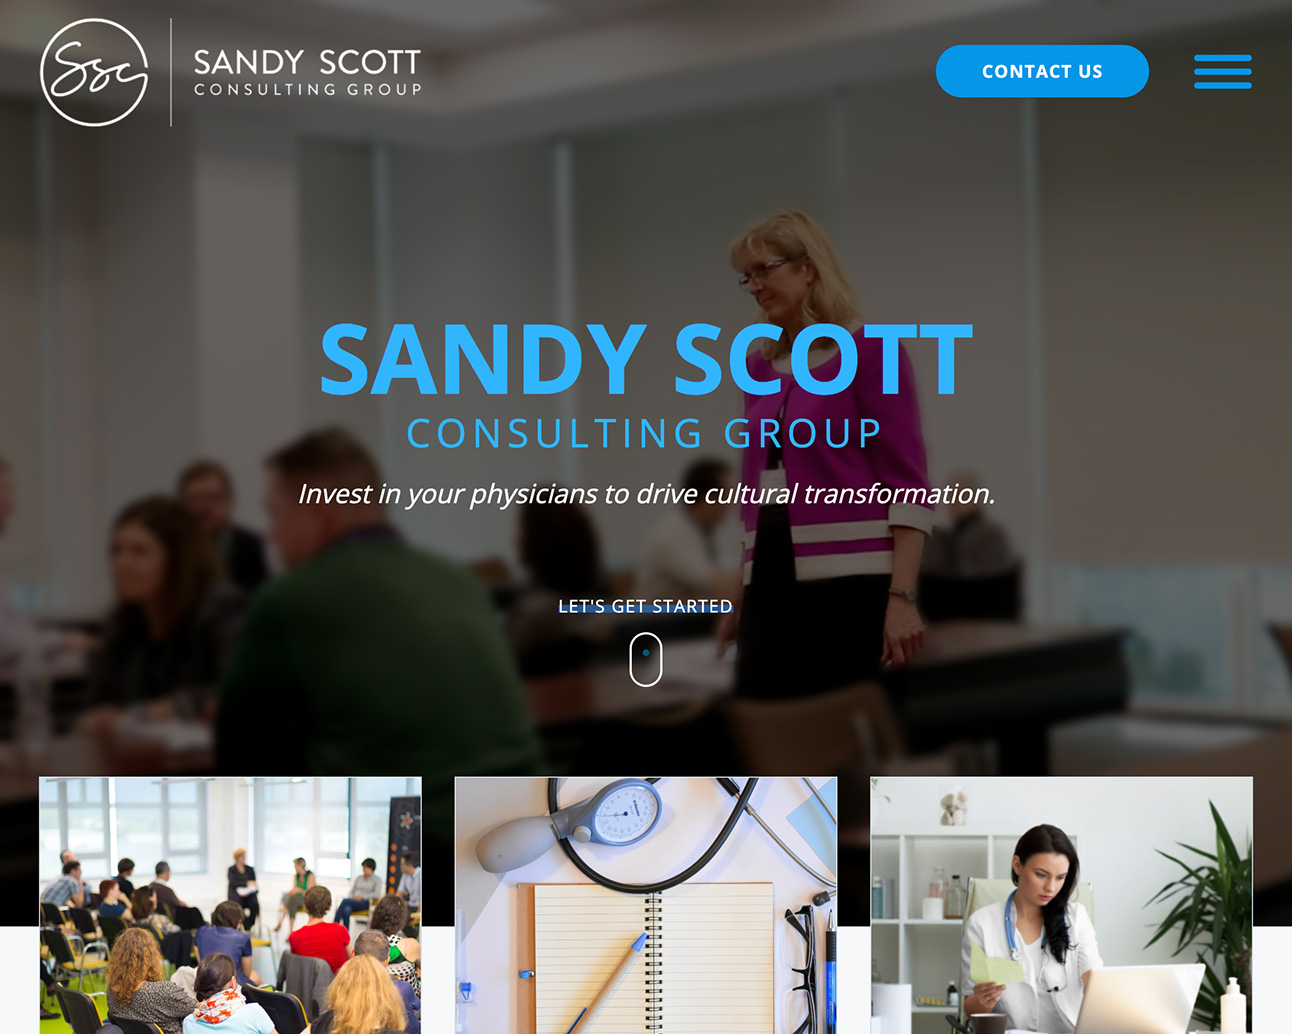 Ssc
SANDY SCOTT
CONSULTING GROUP
CONTACT US
SANDY SCOTT
CONSULTING GROUP
Invest in your physicians to drive cultural transformation.
LET'S GET STARTED